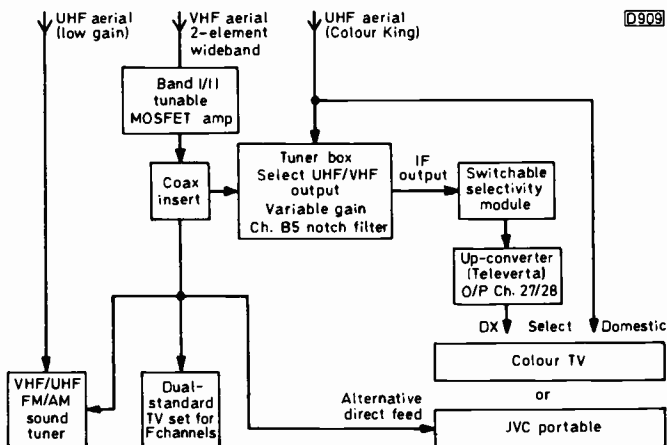 UHF aerial
(low gain)
VHF aerial
2-element
wideband
UHF aerial
(Colour King)
D909
Band I/II
tunable
MOSFET amp
Coax
insert
Tuner box
Select UHF/VHF
output
Variable gain
Ch. B5 notch filter
IF
output
Switchable
selectivity
module
Up-converter
(Televerta)
O/P Ch. 27/28
DX Select Domestic
Colour TV
or
JVC portable
VHF/UHF
FM/AM
sound
tuner
Dual-
standard
TV set for
F channels
Alternative
direct feed